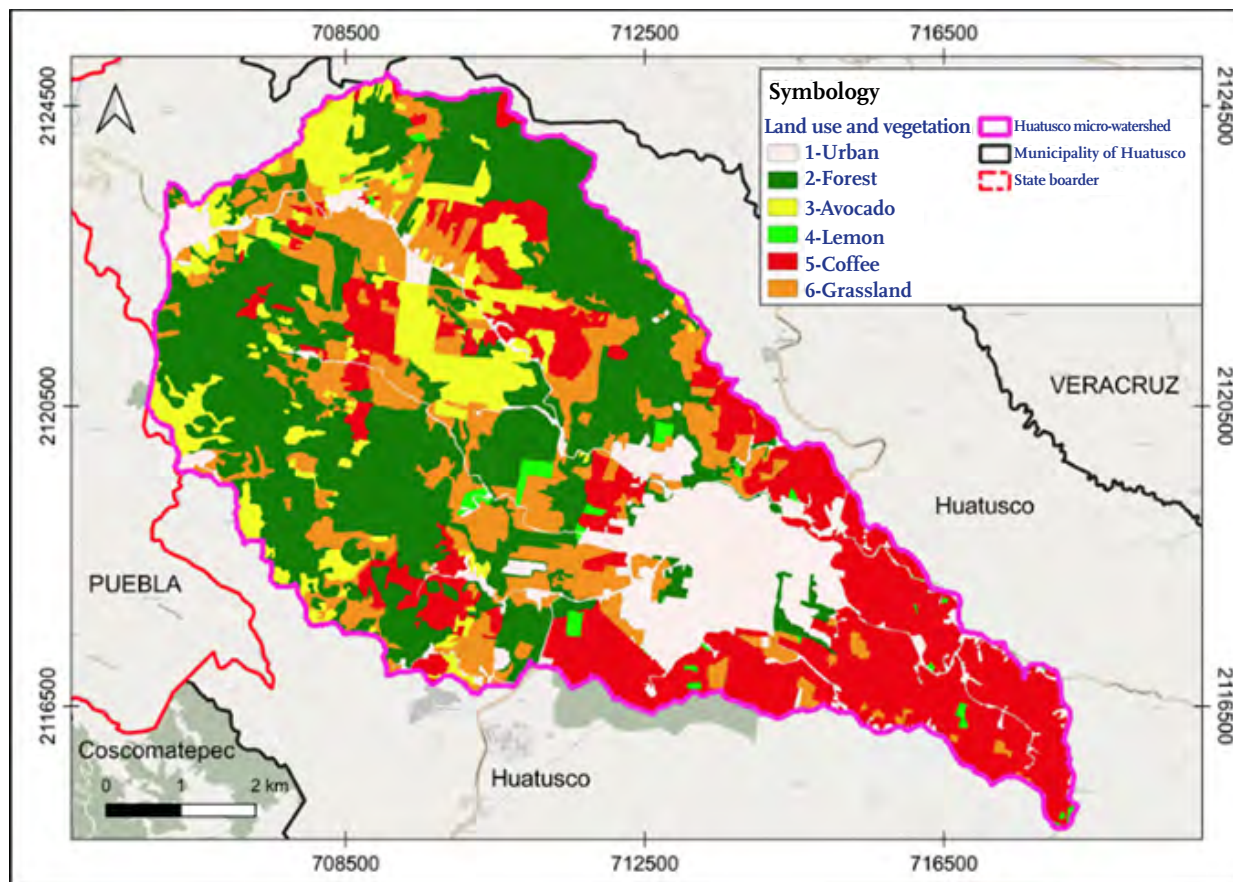 708500 712500 716500
2124500 2124500
Symbology
Land use and vegetation
1-Urban
2-Forest
3-Avocado
4-Lemon
5-Coffee
6-Grassland
Huatusco micro-watershed
Municipality of Huatusco
State boarder
2120500 2120500
VERACRUZ
Huatusco
PUEBLA
2116500 2116500
Coscomatepec
Huatusco
0 1 2 km
708500 712500 716500